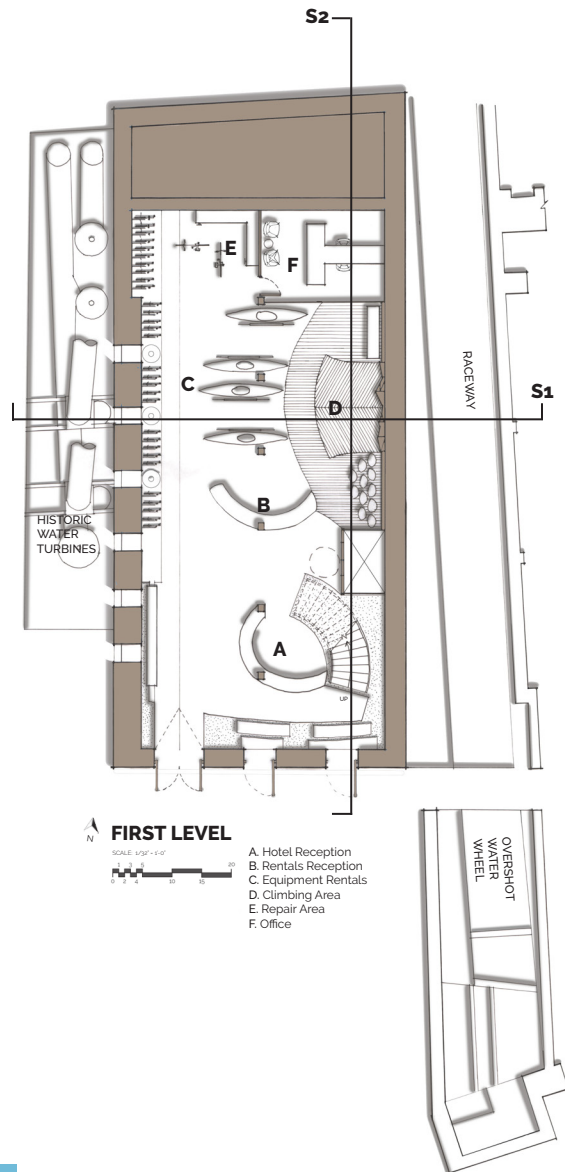 S2
E
F
RACEWAY
S1
C
D
B
HISTORIC
WATER
TURBINES
A
UP
N
FIRST LEVEL
SCALE: 1/32" = 1'-0"
1 3 5 20
0 2 4 10 15
A. Hotel Reception
B. Rentals Reception
C. Equipment Rentals
D. Climbing Area
E. Repair Area
F. Office
OVERSHOT
WATER
WHEEL